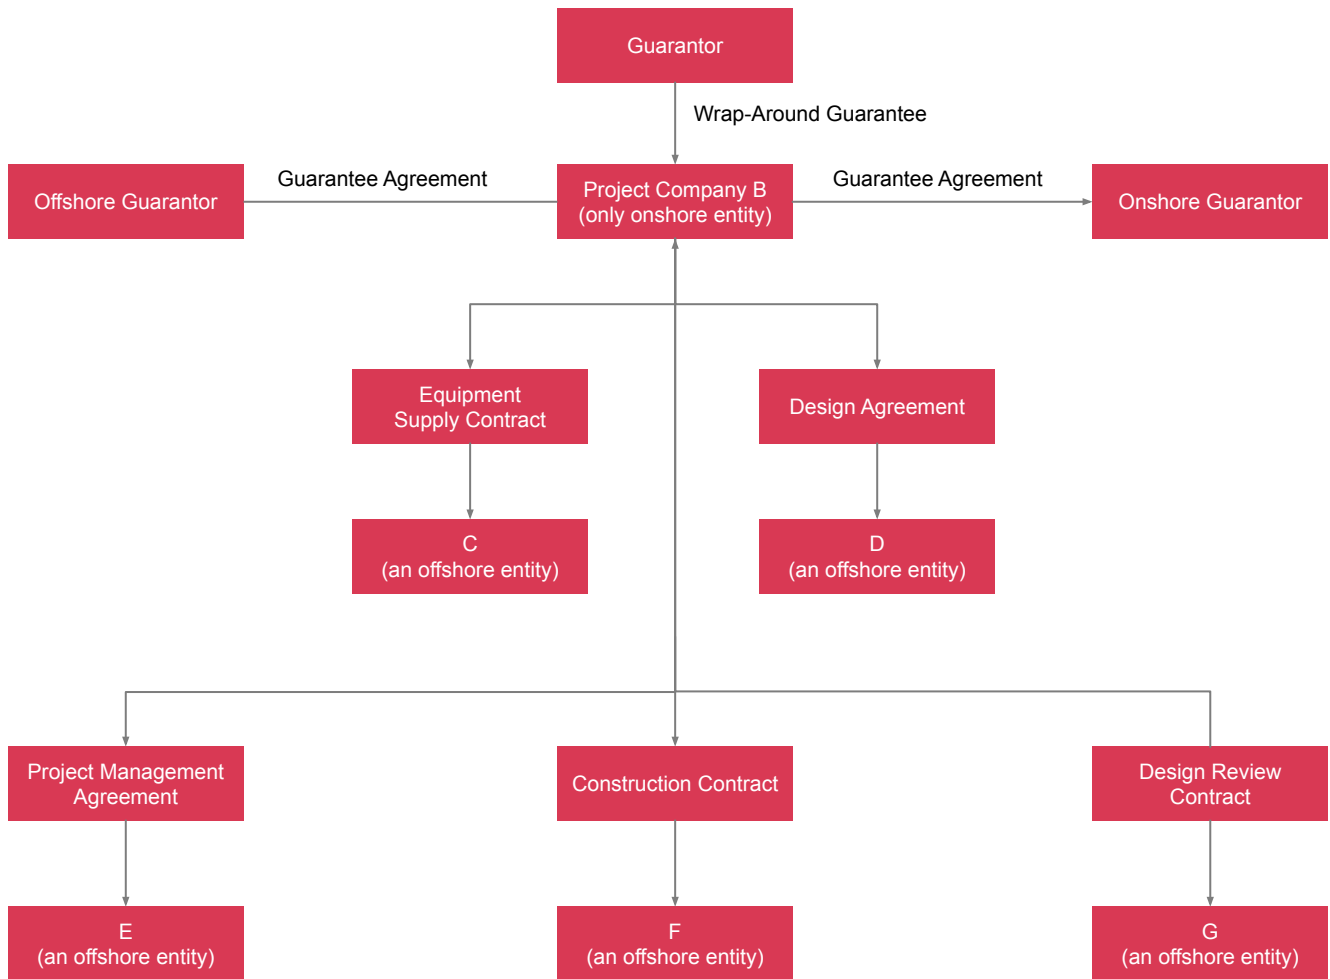 Guarantor
Wrap-Around Guarantee
Offshore Guarantor
Guarantee Agreement
Project Company B
(only onshore entity)
Guarantee Agreement
Onshore Guarantor
Equipment
Supply Contract
Design Agreement
C
(an offshore entity)
D
(an offshore entity)
Project Management
Agreement
Construction Contract
Design Review
Contract
E
(an offshore entity)
F
(an offshore entity)
G
(an offshore entity)